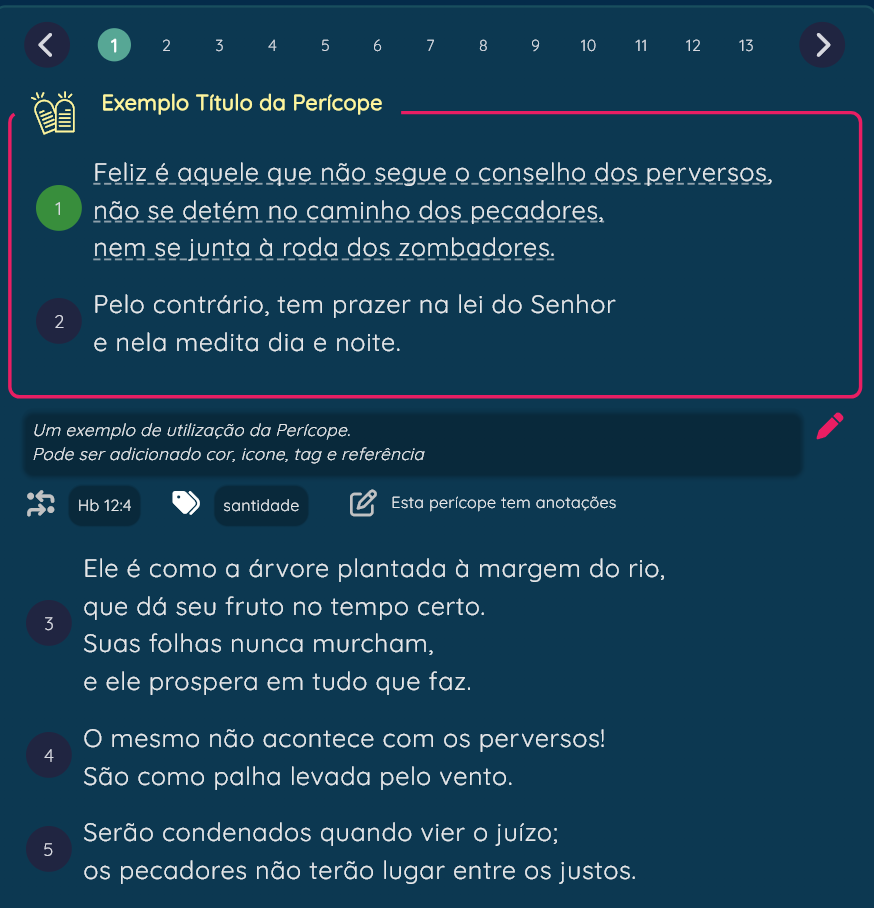 1 2 3 4 5 6 7 8 9 10 11 12 13
Exemplo Título da Perícope
Feliz é aquele que não segue o conselho dos perversos,
1 não se detém no caminho dos pecadores,
nem se junta à roda dos zombadores.
Pelo contrário, tem prazer na lei do Senhor
2
e nela medita dia e noite.
Um exemplo de utilização da Perícope.
Pode ser adicionado cor, icone, tag e referência
Hb 12:4 santidade Esta perícope tem anotações
Ele é como a árvore plantada à margem do rio,
que dá seu fruto no tempo certo.
3
Suas folhas nunca murcham,
e ele prospera em tudo que faz.
O mesmo não acontece com os perversos!
4
São como palha levada pelo vento.
Serão condenados quando vier o juízo;
5
os pecadores não terão lugar entre os justos.